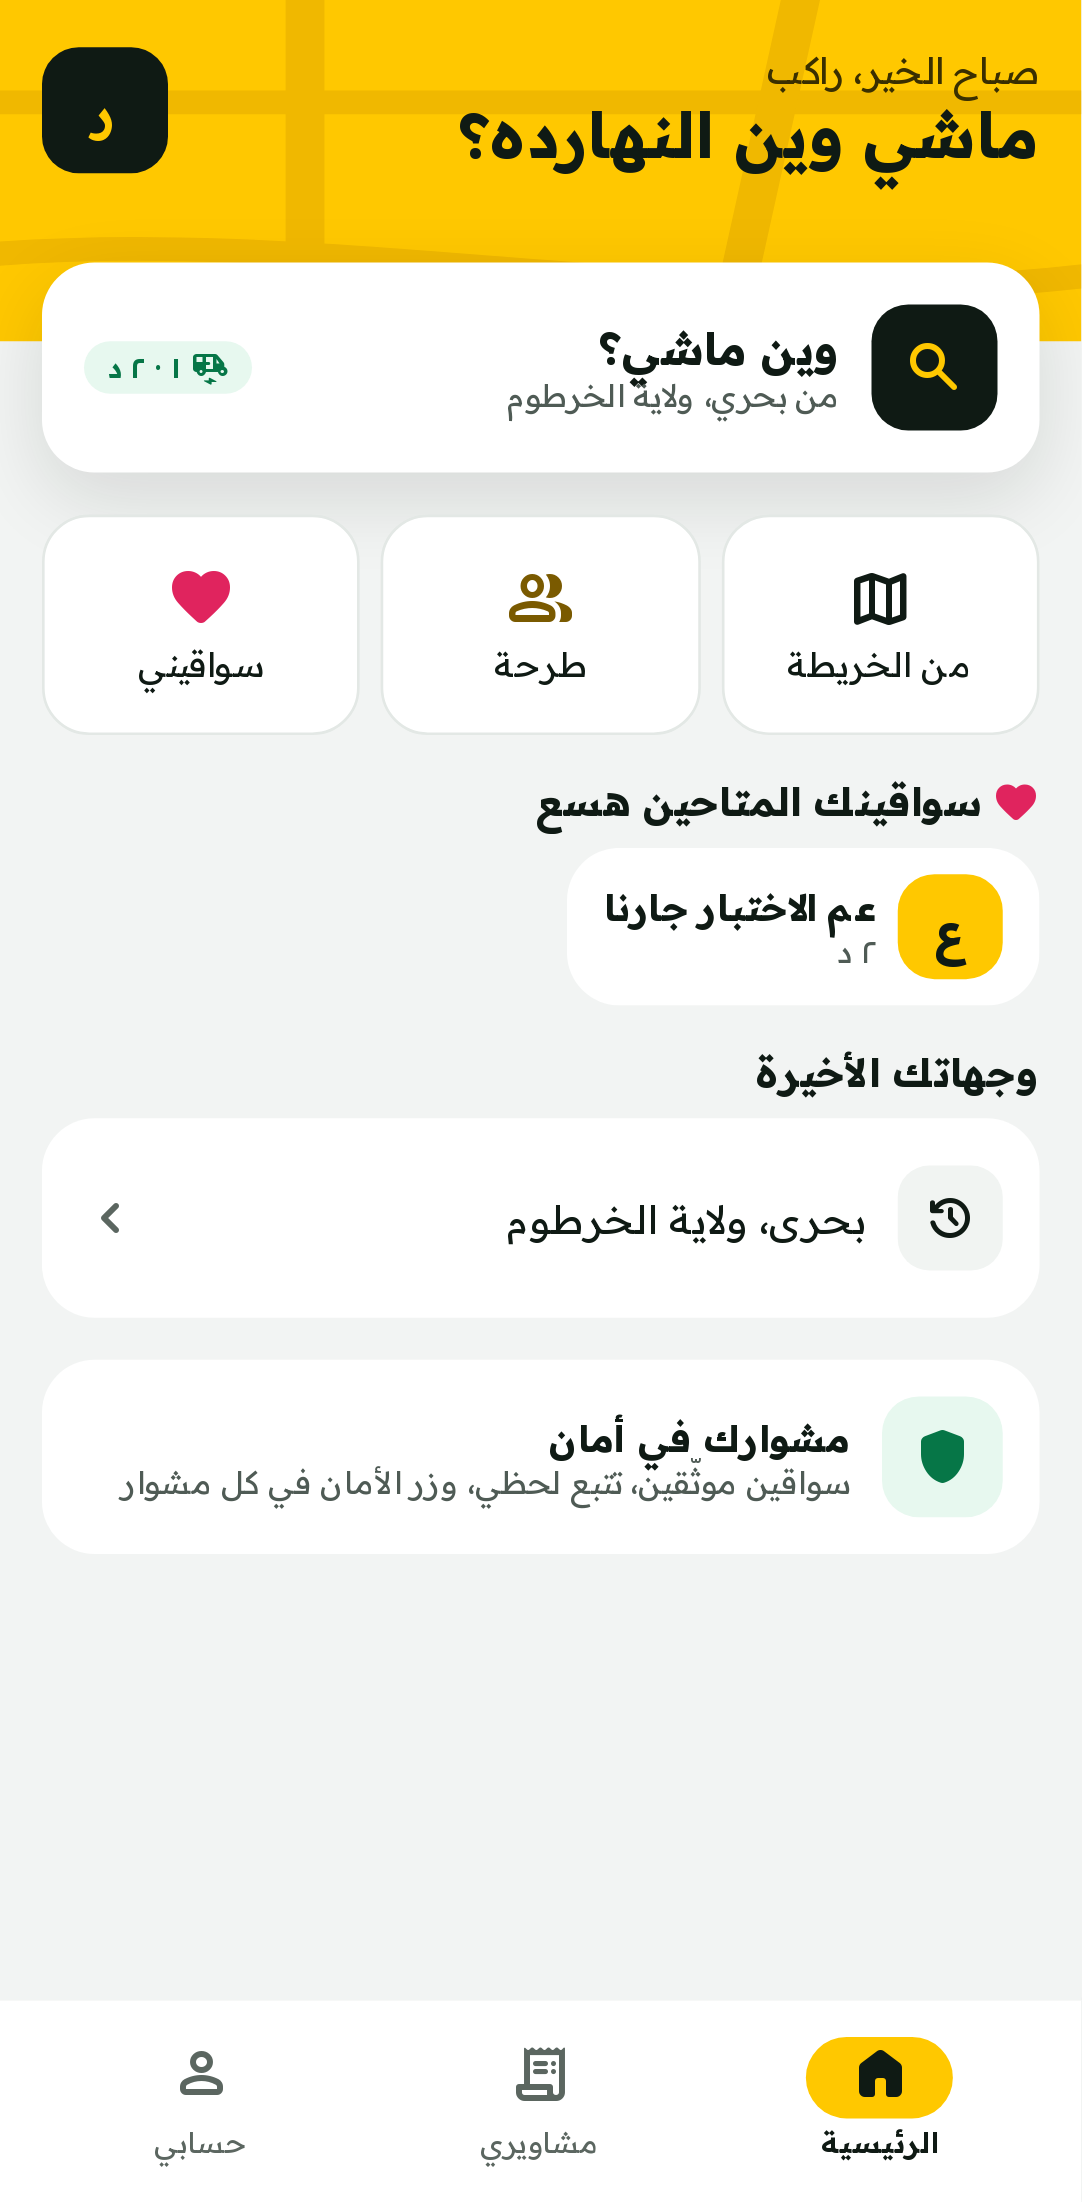 صباح الخير، راكب
ماشي وين النهارده؟
ر
وين ماشي؟
من بحري، ولاية الخرطوم
١ · ٢ د
من الخريطة
طرحة
سواقيني
سواقينك المتاحين هسع
ع
عم الاختبار جارنا
٢ د
وجهاتك الأخيرة
بحرى، ولاية الخرطوم
مشوارك في أمان
سواقين موثّقين، تتبع لحظي، وزر الأمان في كل مشوار
الرئيسية
مشاويري
حسابي